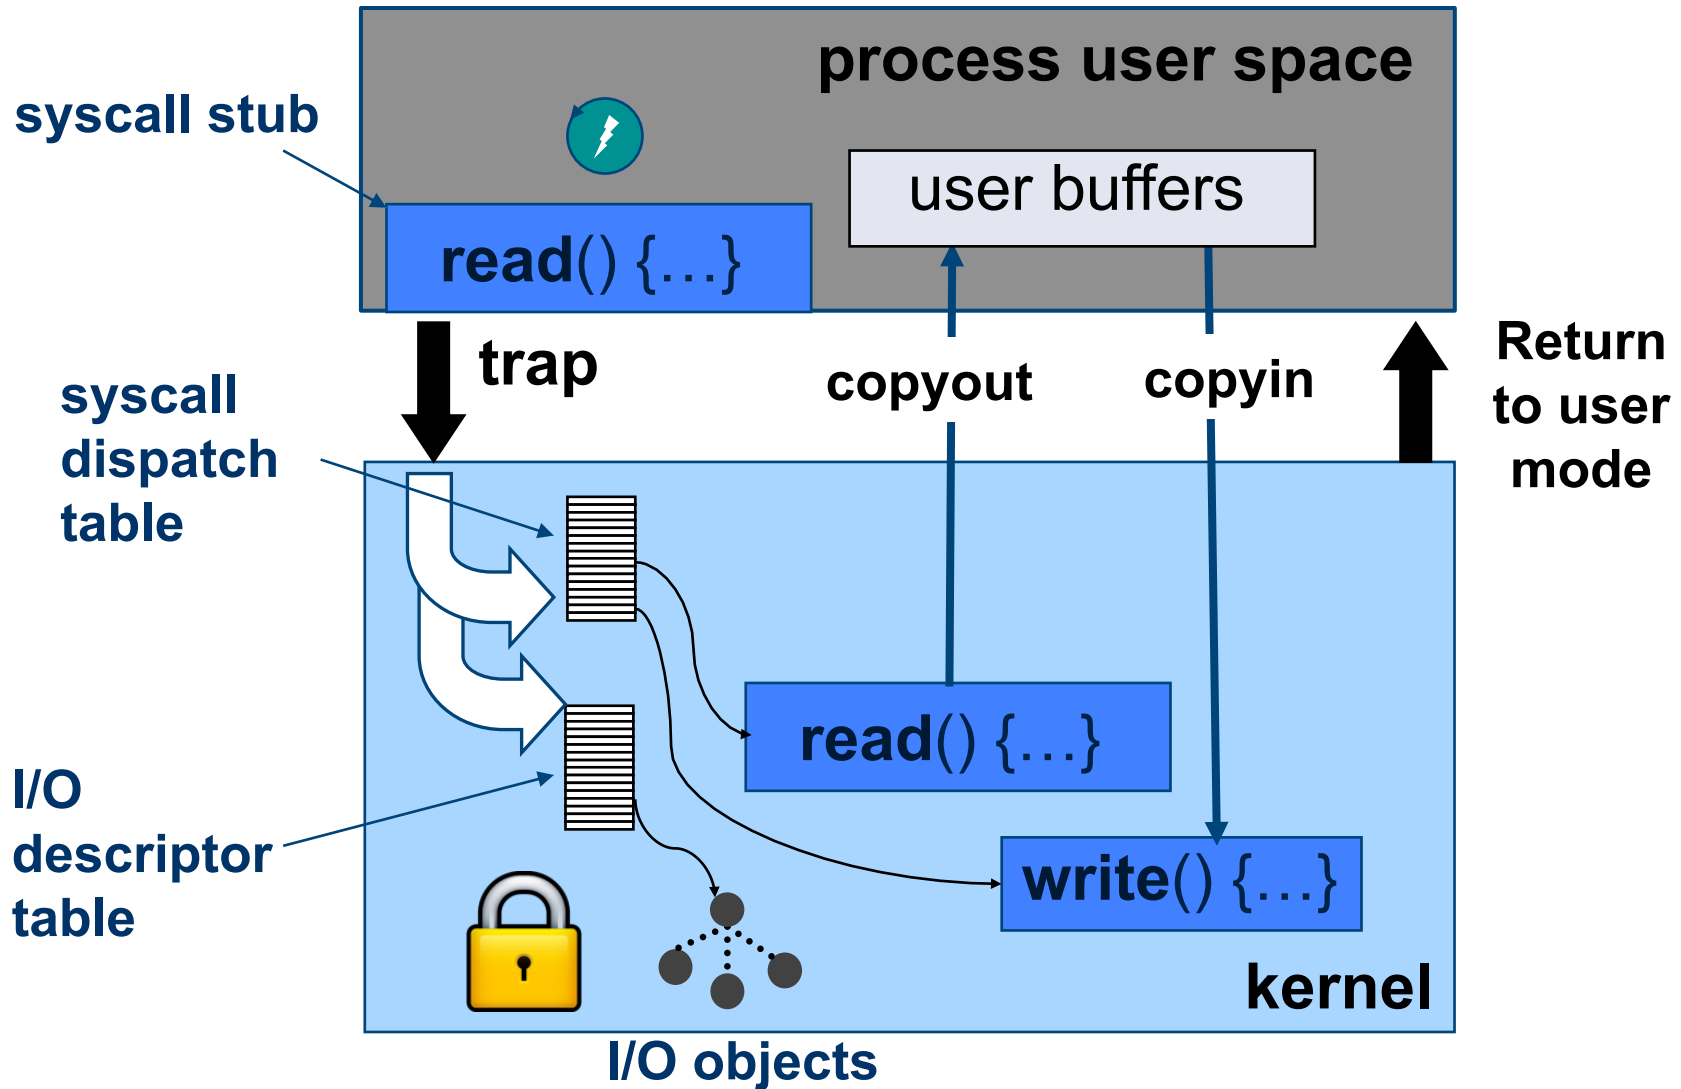 process user space
syscall stub
user buffers
read() {…}
trap
copyout
copyin
Return
to user
mode
syscall
dispatch
table
read() {…}
I/O
descriptor
table
write() {…}
kernel
I/O objects